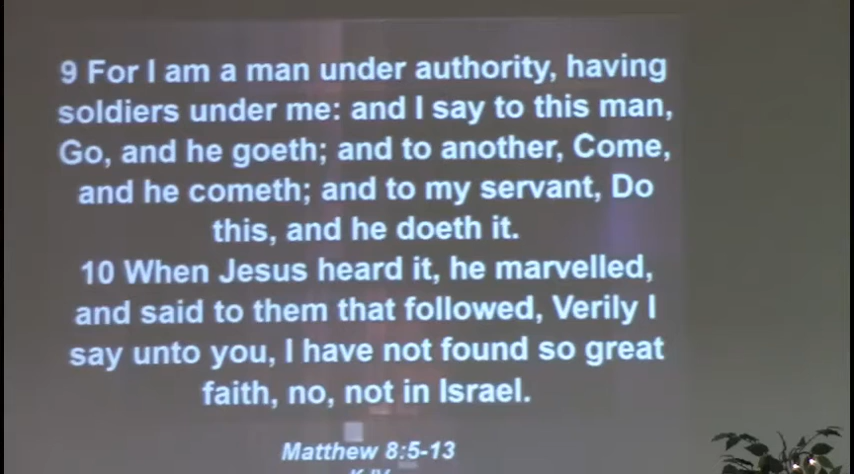 9 For I am a man under authority, having
soldiers under me: and I say to this man,
Go, and he goeth; and to another, Come,
and he cometh; and to my servant, Do
this, and he doeth it.
10 When Jesus heard it, he marvelled,
and said to them that followed, Verily I
say unto you, I have not found so great
faith, no, not in Israel.
Matthew 8:5-13